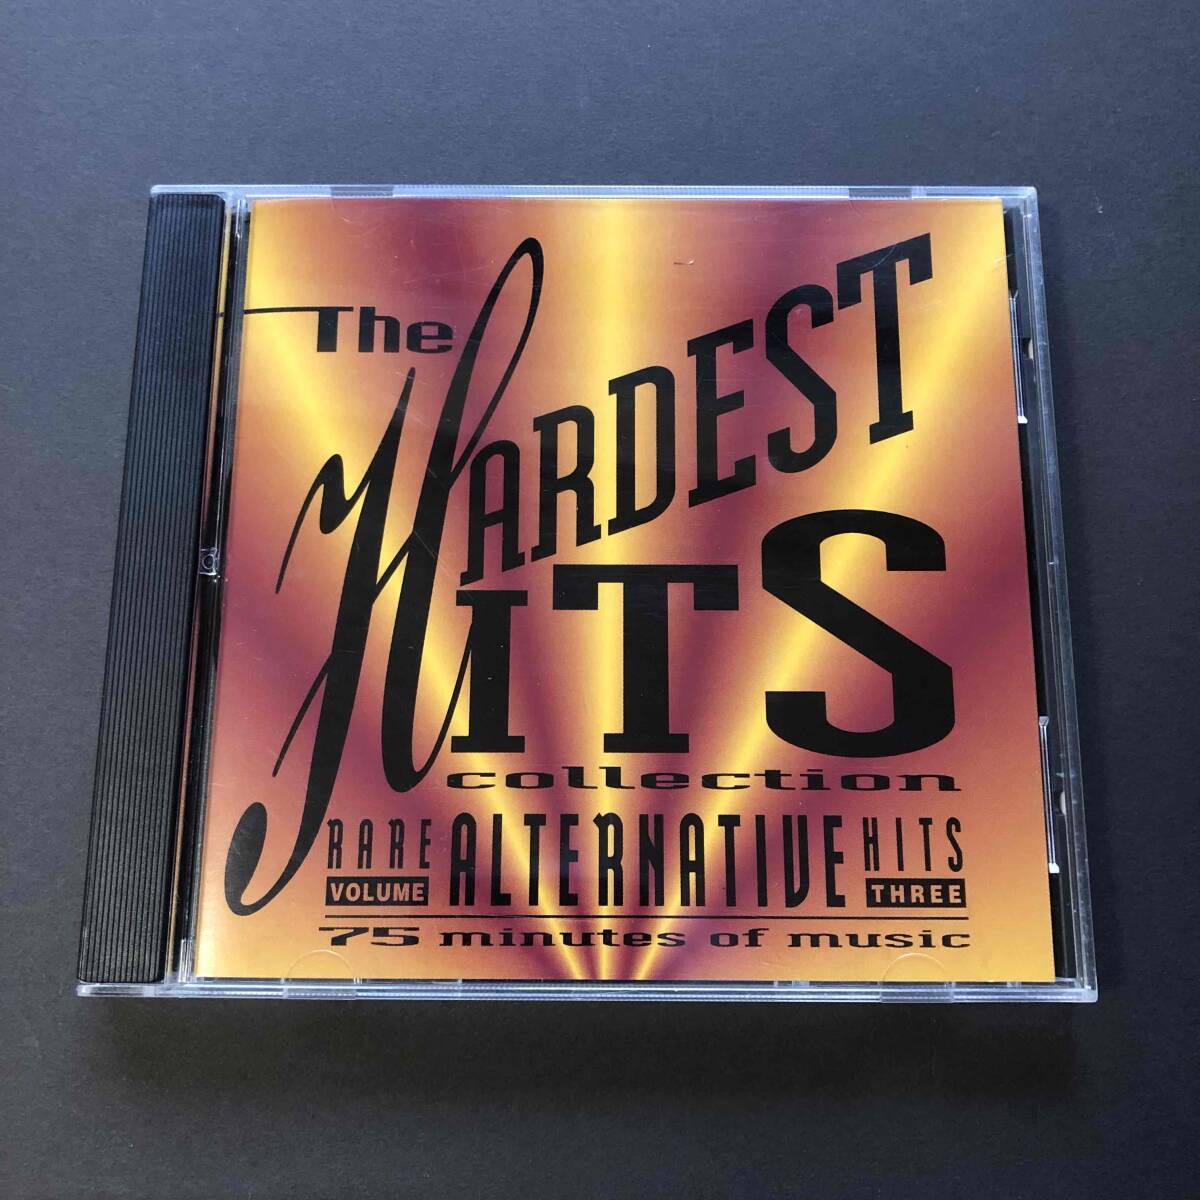 The
HARDEST
HITS
collection
RARE ALTERNATIVE HITS
VOLUME THREE
75 minutes of music